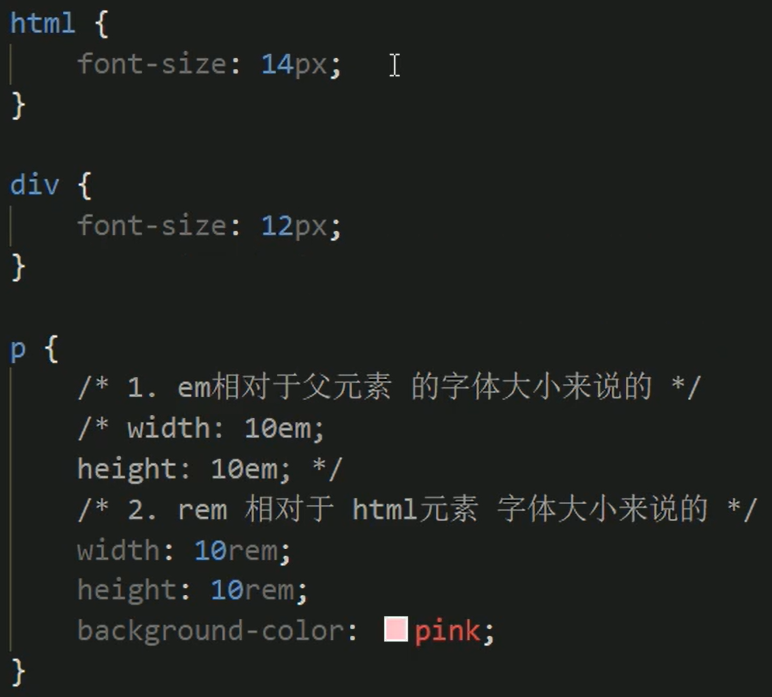 html {
font-size: 14px;
}
div {
font-size: 12px;
}
p {
/* 1. em相对于父元素 的字体大小来说的 */
/* width: 10em;
height: 10em; */
/* 2. rem 相对于 html元素 字体大小来说的 */
width: 10rem;
height: 10rem;
background-color: pink;
}